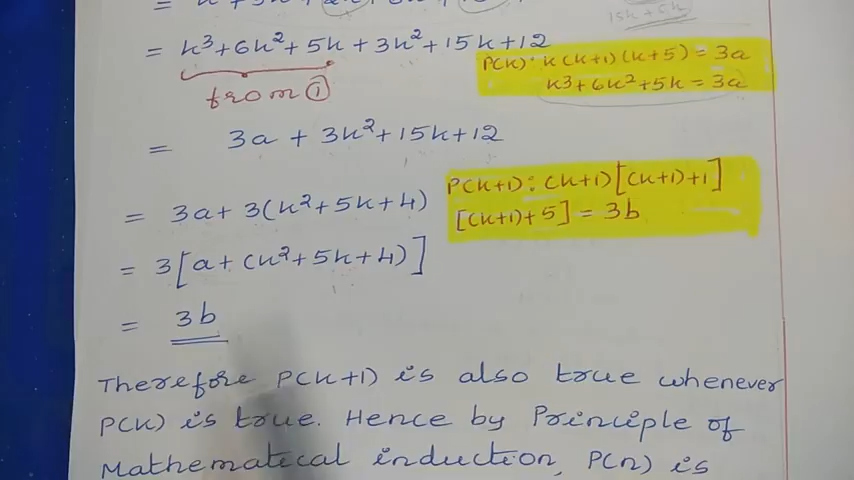 = k³+6k²+5k+3k²+15k+12
from ①
P(k): k(k+1)(k+5) = 3a
k³+6k²+5k = 3a
= 3a + 3k²+15k+12
= 3a + 3(k²+5k+4)
P(k+1): (k+1)[(k+1)+1]
[(k+1)+5] = 3b
= 3[a+(k²+5k+4)]
= 3b
Therefore P(k+1) is also true whenever
P(k) is true. Hence by Principle of
Mathematical induction, P(n) is